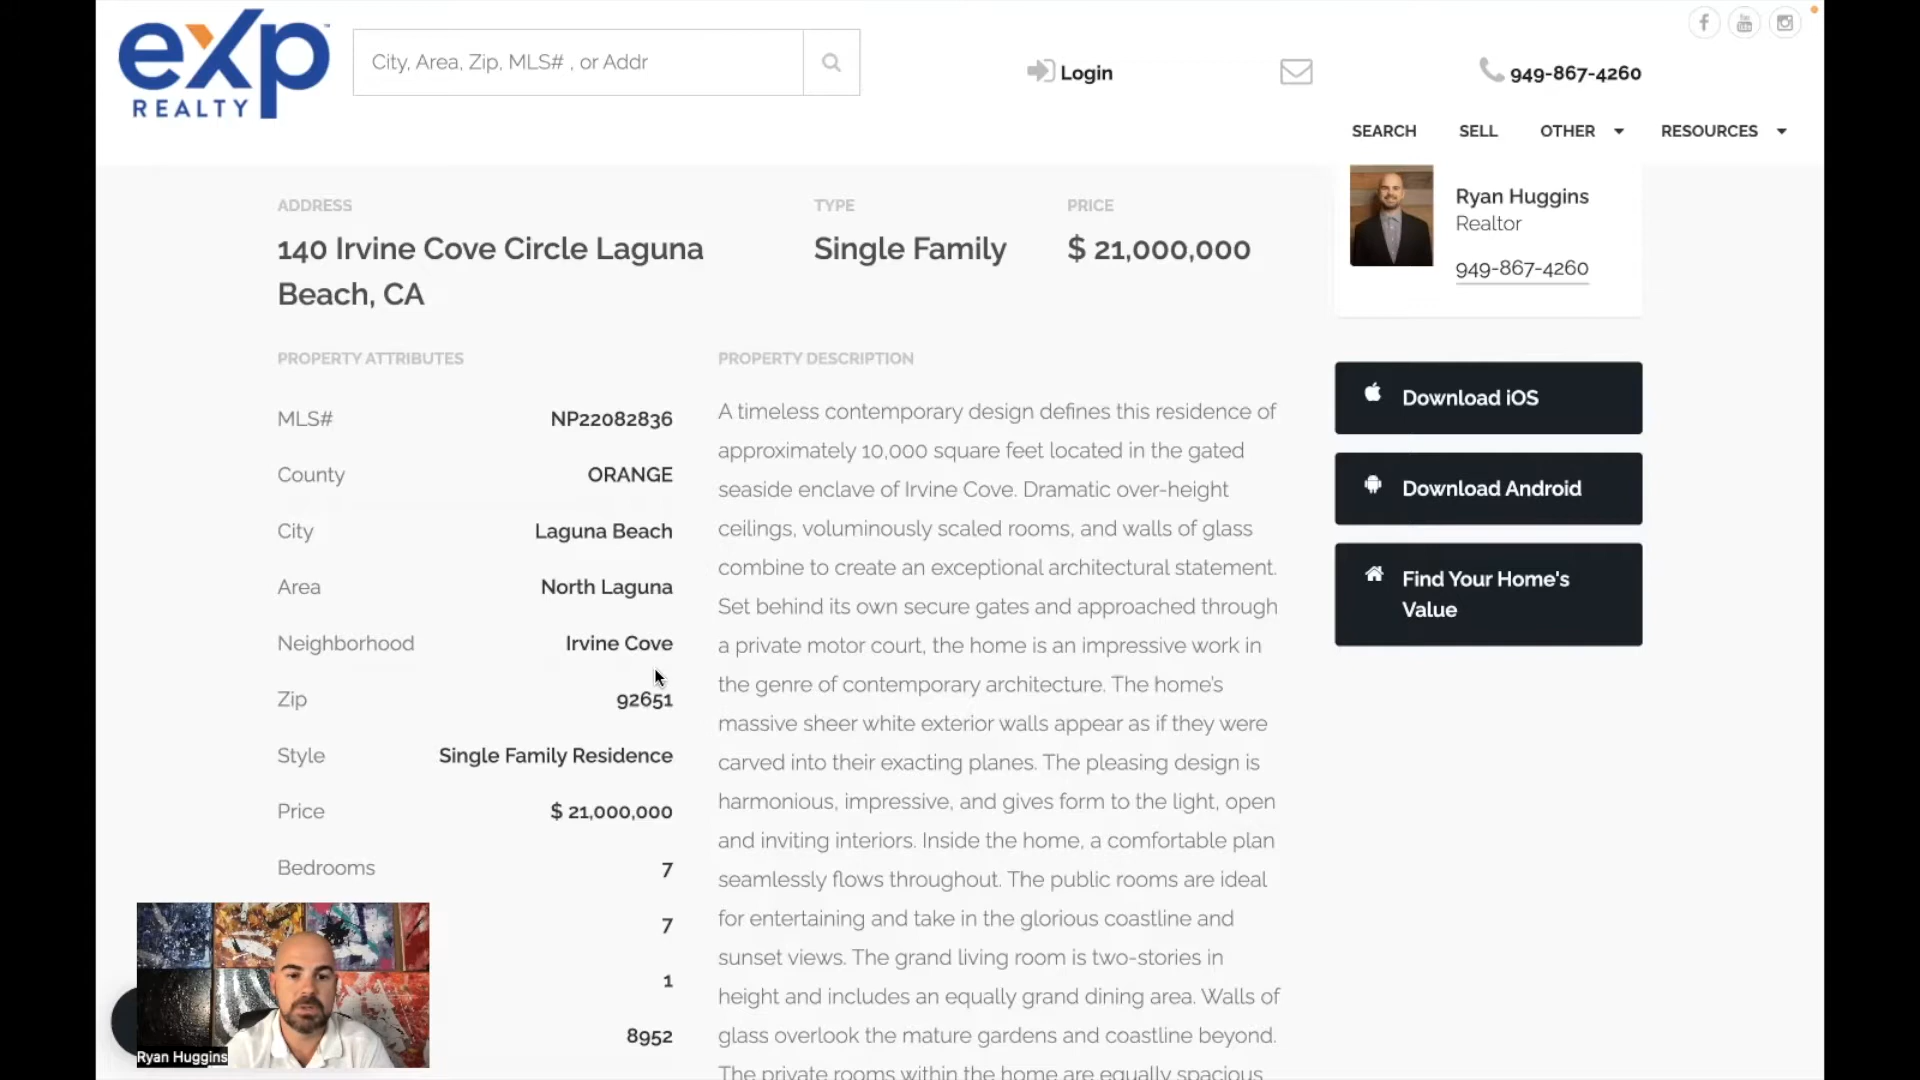 exp
REALTY
City, Area, Zip, MLS# , or Addr
Login
949-867-4260
SEARCH SELL OTHER RESOURCES
ADDRESS
140 Irvine Cove Circle Laguna
Beach, CA
TYPE
Single Family
PRICE
$ 21,000,000
Ryan Huggins
Realtor
949-867-4260
PROPERTY ATTRIBUTES
MLS# NP22082836
County ORANGE
City Laguna Beach
Area North Laguna
Neighborhood Irvine Cove
Zip 92651
Style Single Family Residence
Price $ 21,000,000
Bedrooms 7
7
1
8952
PROPERTY DESCRIPTION
A timeless contemporary design defines this residence of
approximately 10,000 square feet located in the gated
seaside enclave of Irvine Cove. Dramatic over-height
ceilings, voluminously scaled rooms, and walls of glass
combine to create an exceptional architectural statement.
Set behind its own secure gates and approached through
a private motor court, the home is an impressive work in
the genre of contemporary architecture. The home's
massive sheer white exterior walls appear as if they were
carved into their exacting planes. The pleasing design is
harmonious, impressive, and gives form to the light, open
and inviting interiors. Inside the home, a comfortable plan
seamlessly flows throughout. The public rooms are ideal
for entertaining and take in the glorious coastline and
sunset views. The grand living room is two-stories in
height and includes an equally grand dining area. Walls of
glass overlook the mature gardens and coastline beyond.
The private rooms within the home are equally spacious
Download iOS
Download Android
Find Your Home's
Value
Ryan Huggins